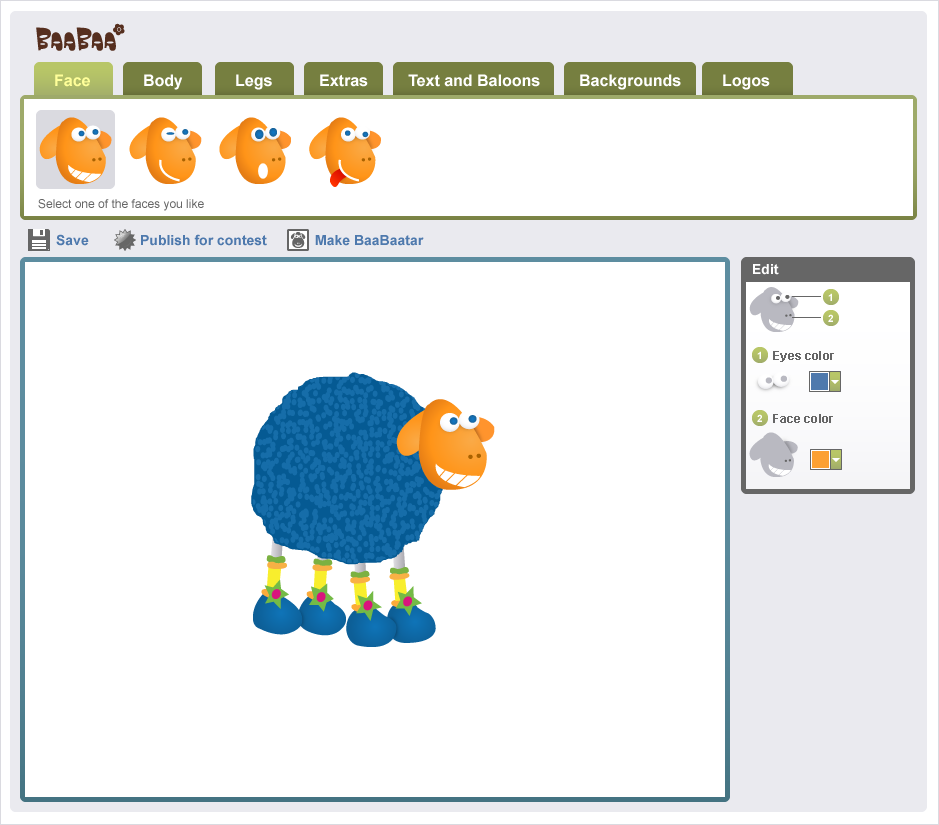 BAABAA
Face Body Legs Extras Text and Baloons Backgrounds Logos
Select one of the faces you like
Save Publish for contest Make BaaBaatar
Edit
1
2
1 Eyes color
2 Face color